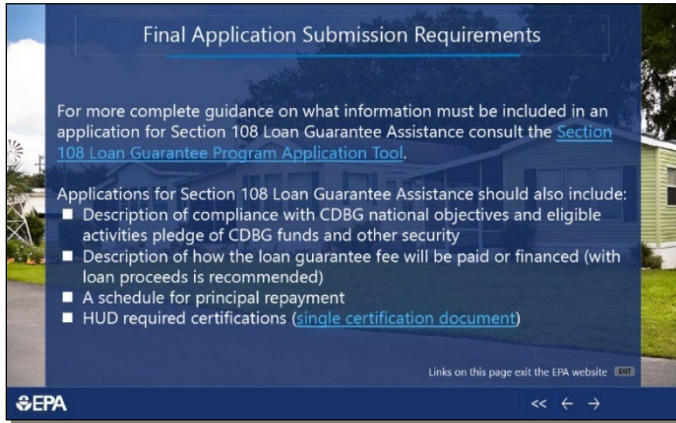 Final Application Submission Requirements
For more complete guidance on what information must be included in an
application for Section 108 Loan Guarantee Assistance consult the Section
108 Loan Guarantee Program Application Tool.
Applications for Section 108 Loan Guarantee Assistance should also include:
■ Description of compliance with CDBG national objectives and eligible
activities pledge of CDBG funds and other security
■ Description of how the loan guarantee fee will be paid or financed (with
loan proceeds is recommended)
■ A schedule for principal repayment
■ HUD required certifications (single certification document)
Links on this page exit the EPA website EXIT
EPA << ← →